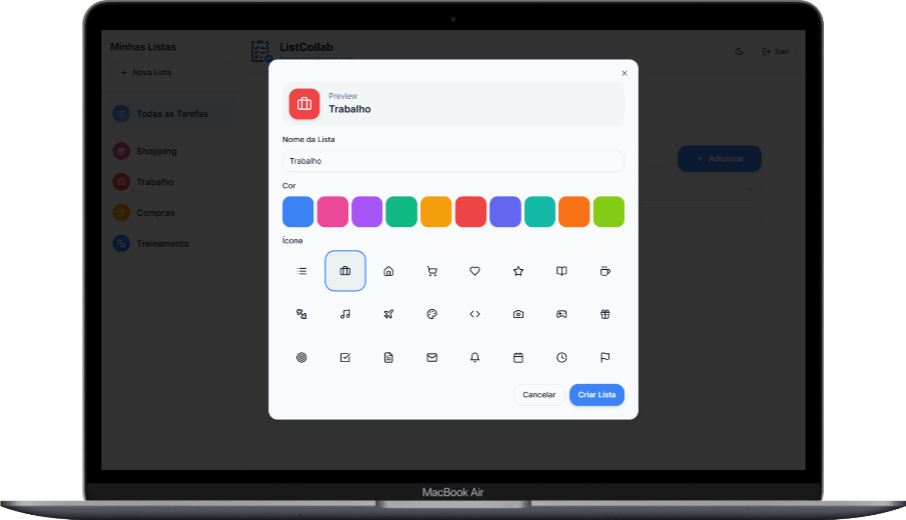 Minhas Listas
ListCollab
Sair
Nova Lista
Todas as Tarefas
Shopping
Trabalho
Compras
Treinamento
Adicionar
Preview
Trabalho
Nome da Lista
Trabalho
Cor
Ícone
Cancelar
Criar Lista
MacBook Air